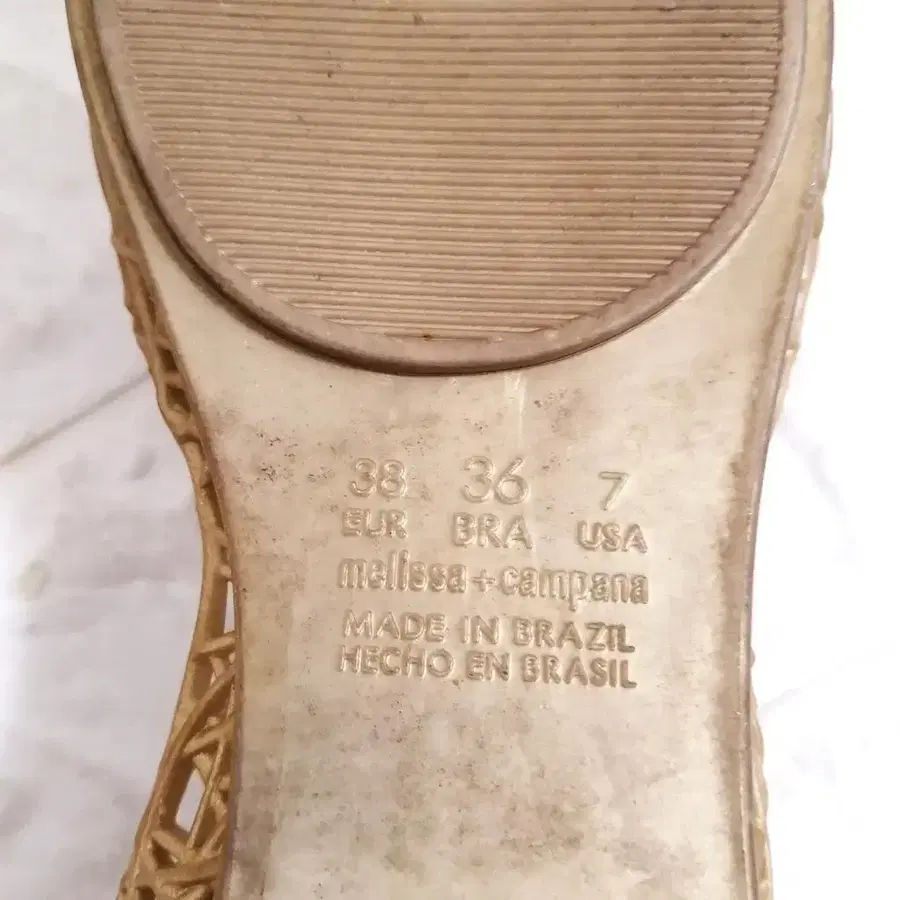 38 36 7
EUR BRA USA
melissa+campana
MADE IN BRAZIL
HECHO EN BRASIL